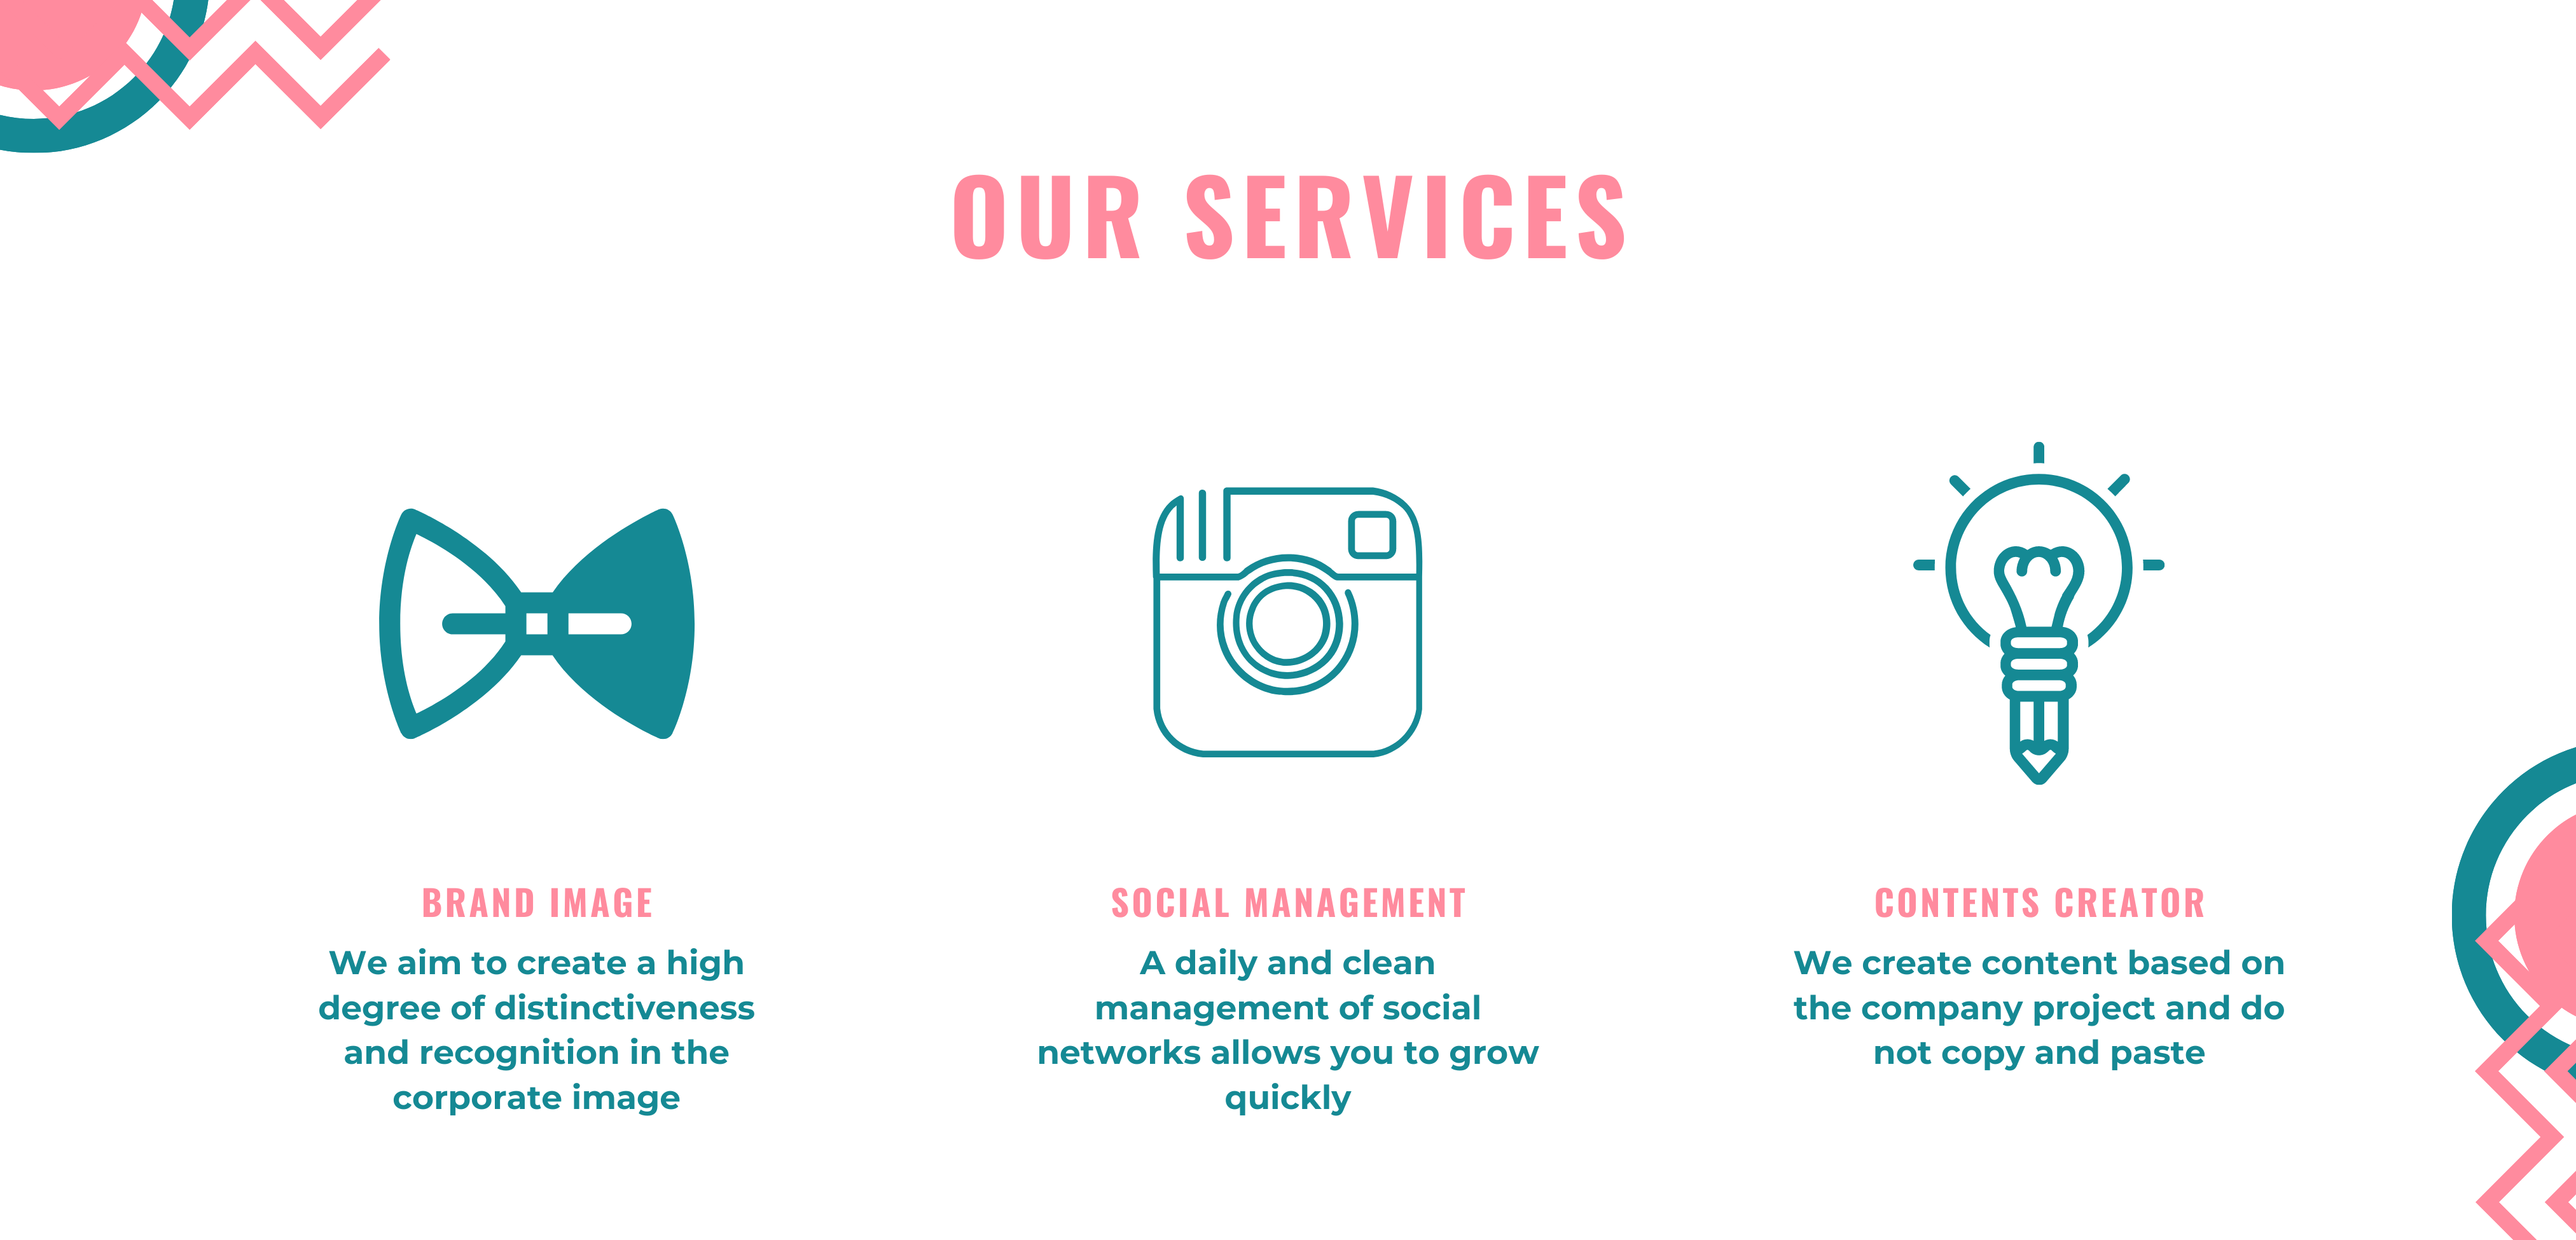 OUR SERVICES
BRAND IMAGE
We aim to create a high
degree of distinctiveness
and recognition in the
corporate image
SOCIAL MANAGEMENT
A daily and clean
management of social
networks allows you to grow
quickly
CONTENTS CREATOR
We create content based on
the company project and do
not copy and paste